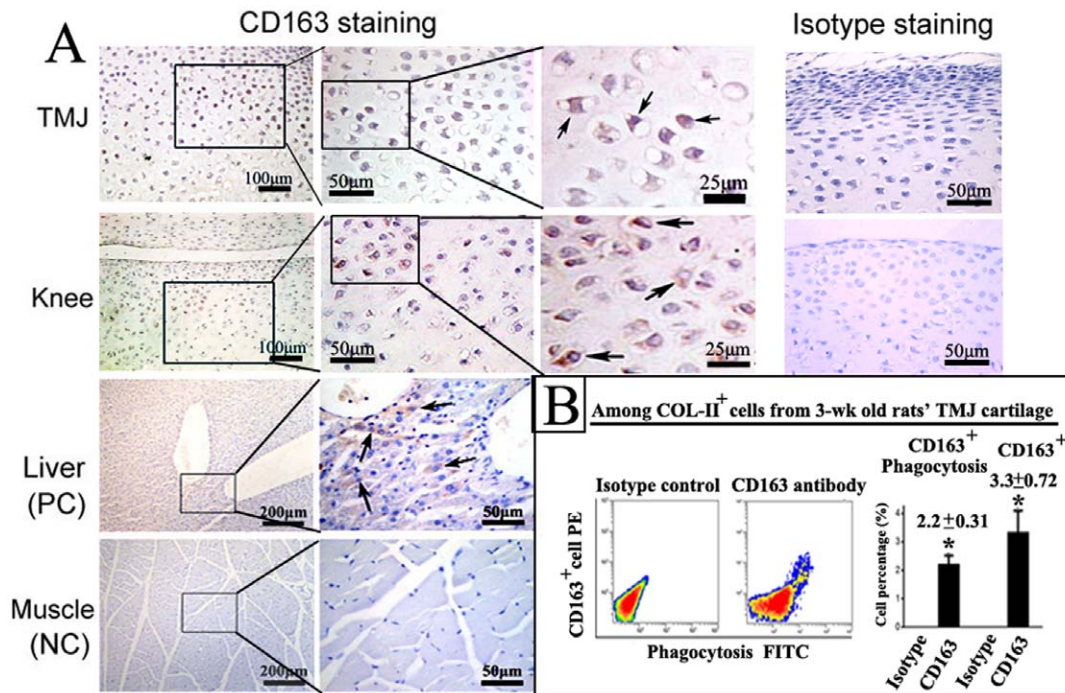 A
CD163 staining
Isotype staining
TMJ
100μm
50μm
25μm
50μm
Knee
100μm
50μm
25μm
50μm
Liver
(PC)
200μm
50μm
Muscle
(NC)
200μm
50μm
B
Among COL-II⁺ cells from 3-wk old rats' TMJ cartilage
Isotype control
CD163 antibody
CD163⁺cell PE
Phagocytosis FITC
CD163⁺
Phagocytosis
CD163⁺
3.3±0.72
2.2±0.31
*
*
Cell percentage (%)
4
2
0
Isotype
CD163
Isotype
CD163